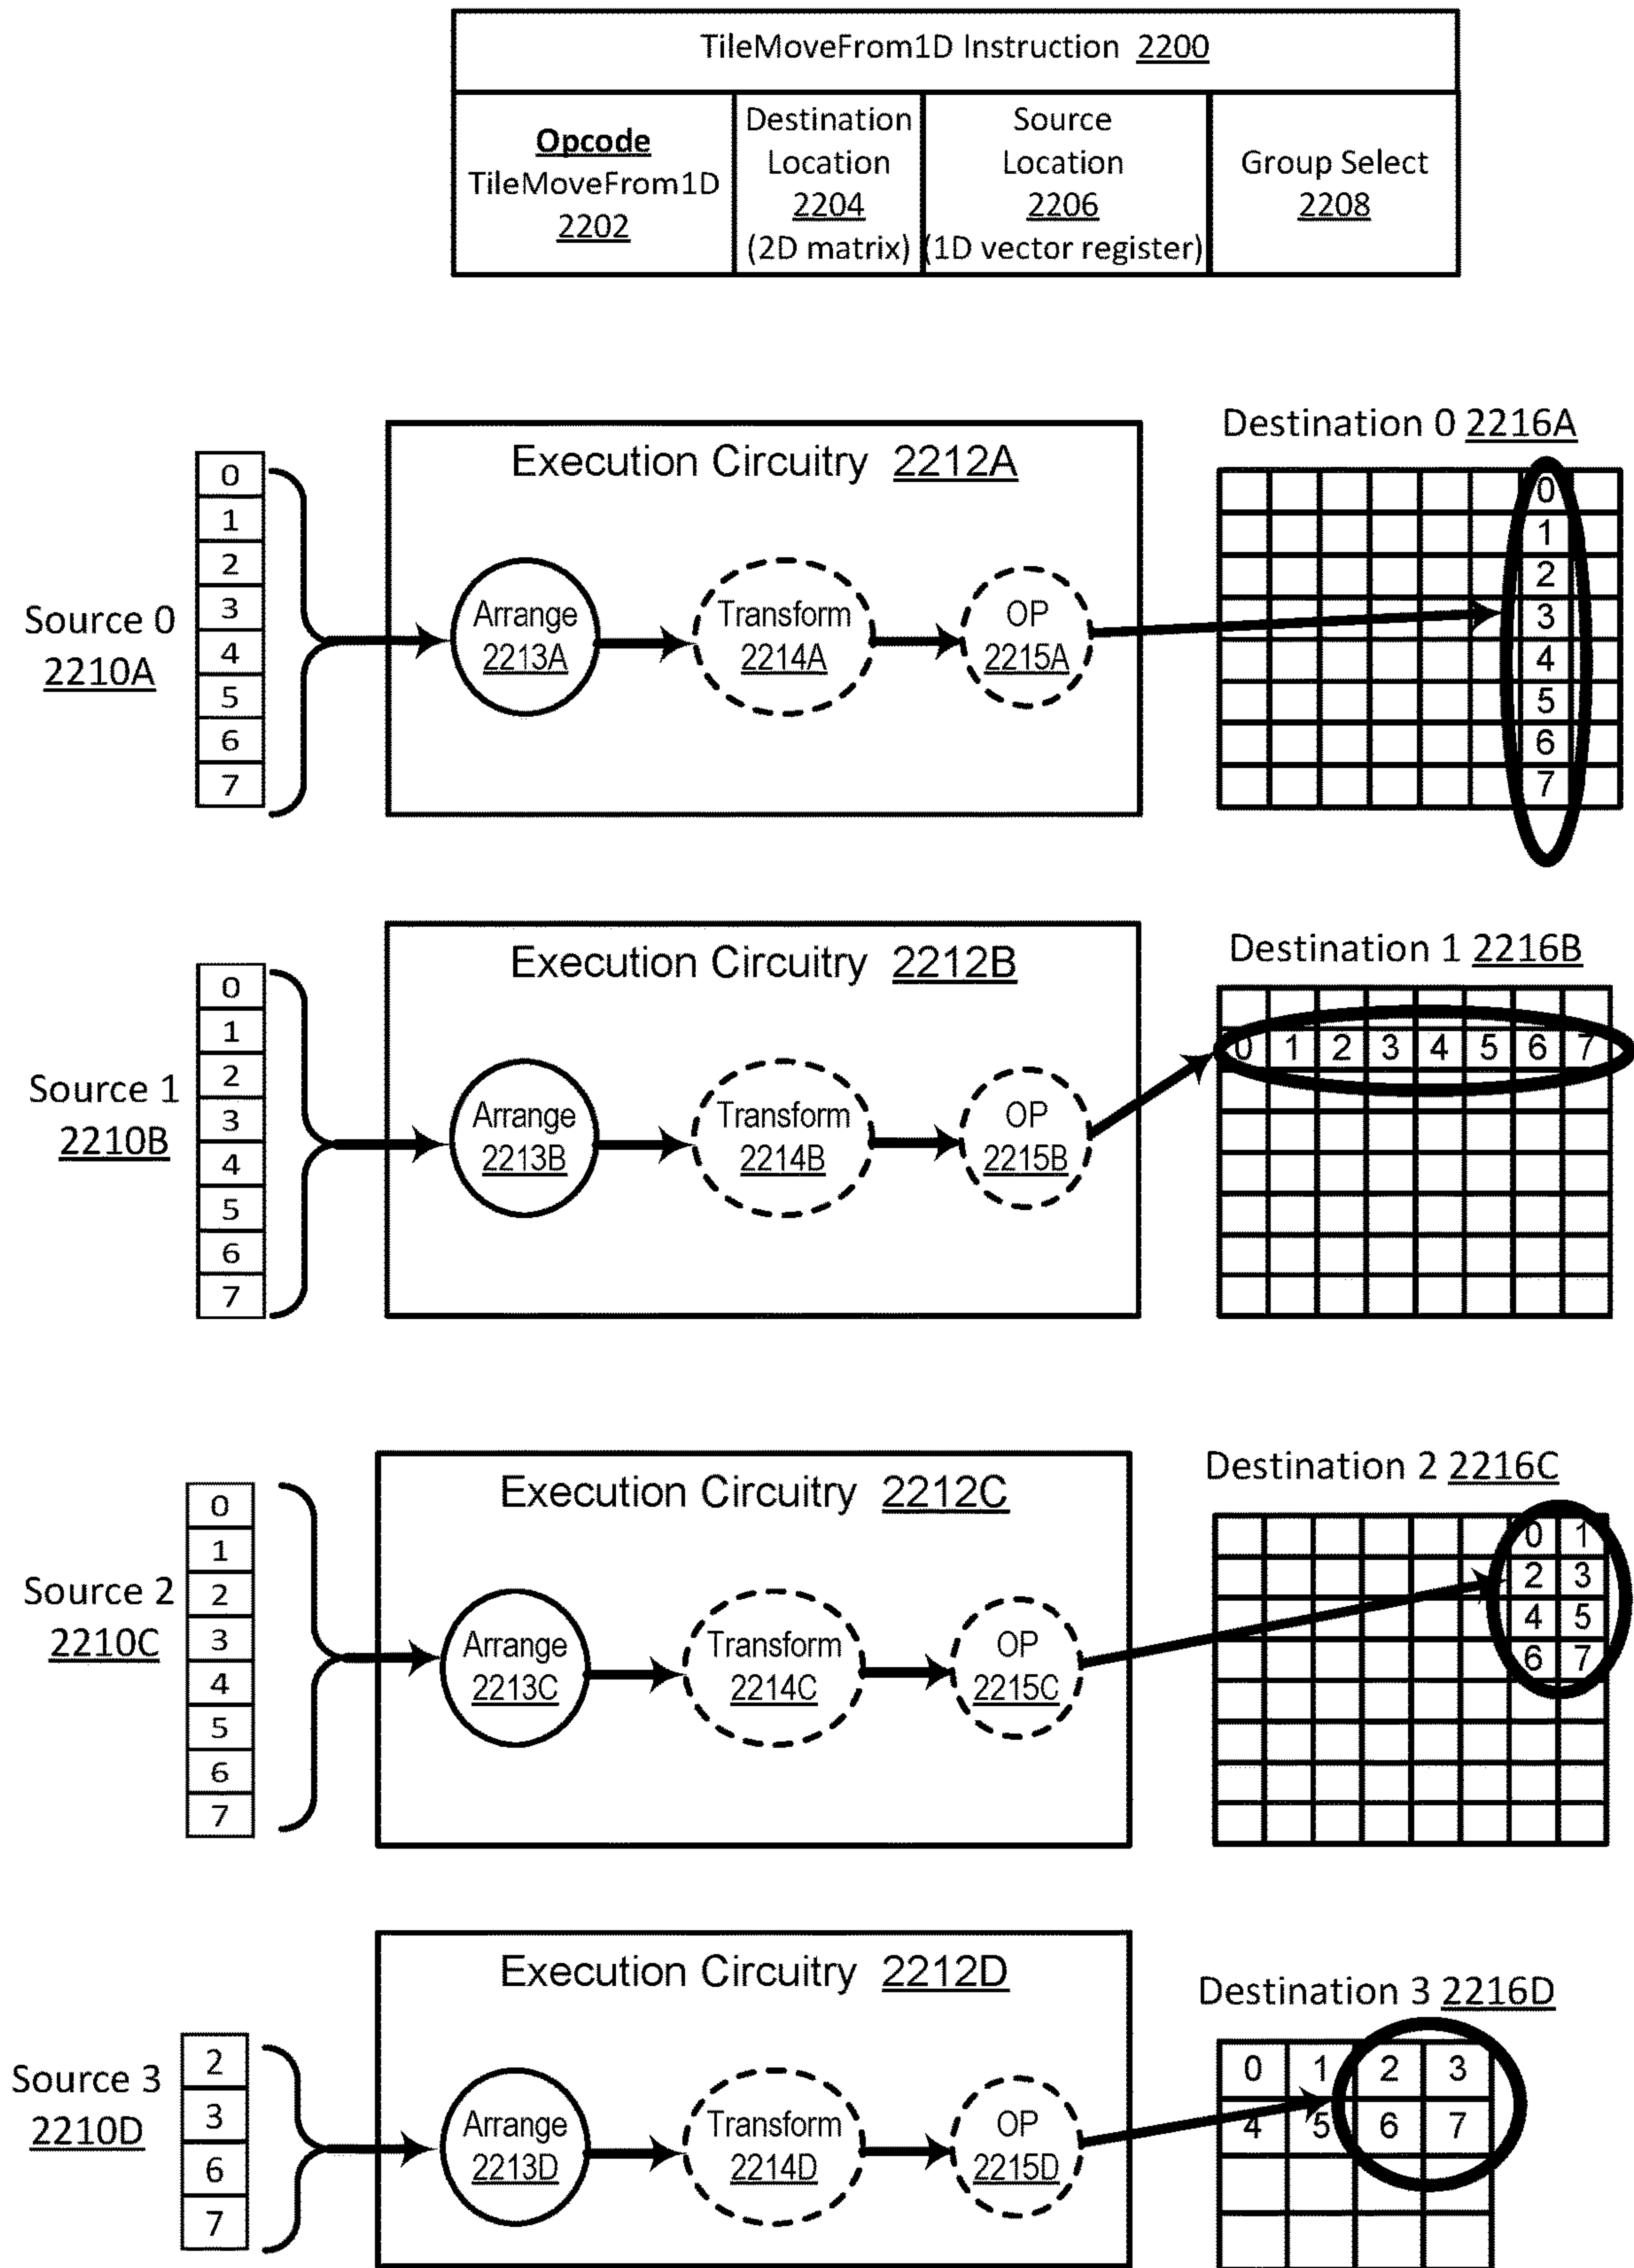 TileMoveFrom1D Instruction 2200
Opcode
TileMoveFrom1D
2202
Destination
Location
2204
(2D matrix)
Source
Location
2206
(1D vector register)
Group Select
2208
Source 0
2210A
0
1
2
3
4
5
6
7
Execution Circuitry 2212A
Arrange
2213A
Transform
2214A
OP
2215A
Destination 0 2216A
0
1
2
3
4
5
6
7
Source 1
2210B
0
1
2
3
4
5
6
7
Execution Circuitry 2212B
Arrange
2213B
Transform
2214B
OP
2215B
Destination 1 2216B
0 1 2 3 4 5 6 7
Source 2
2210C
0
1
2
3
4
5
6
7
Execution Circuitry 2212C
Arrange
2213C
Transform
2214C
OP
2215C
Destination 2 2216C
0 1
2 3
4 5
6 7
Source 3
2210D
2
3
6
7
Execution Circuitry 2212D
Arrange
2213D
Transform
2214D
OP
2215D
Destination 3 2216D
0 1 2 3
4 5 6 7